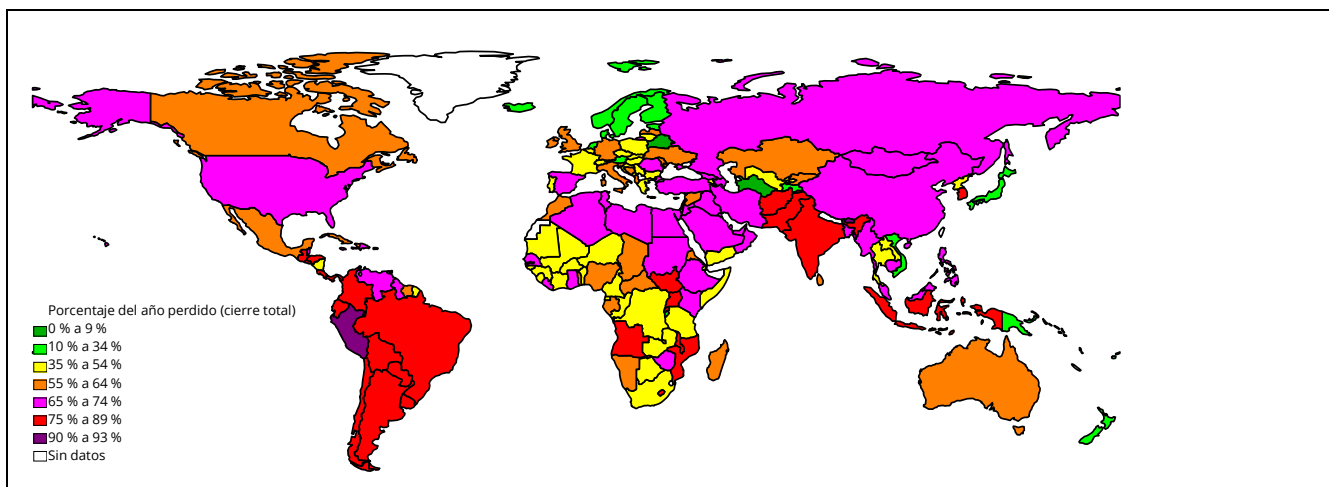 Porcentaje del año perdido (cierre total)
0 % a 9 %
10 % a 34 %
35 % a 54 %
55 % a 64 %
65 % a 74 %
75 % a 89 %
90 % a 93 %
Sin datos